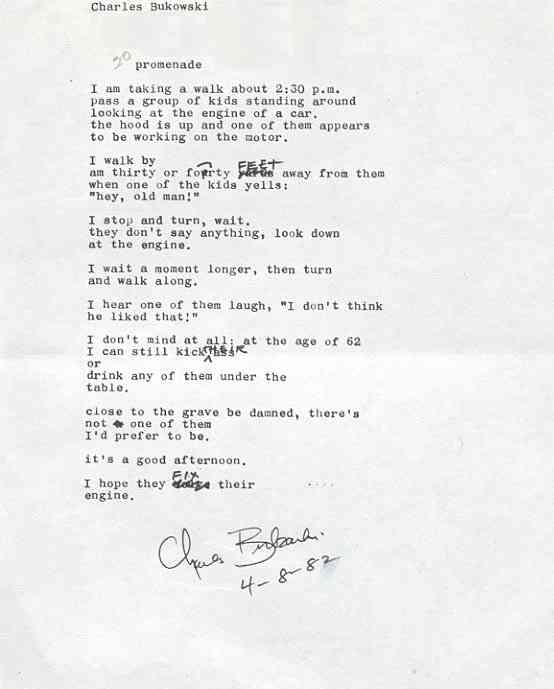 Charles Bukowski
30
promenade
I am taking a walk about 2:30 p.m.
pass a group of kids standing around
looking at the engine of a car.
the hood is up and one of them appears
to be working on the motor.
I walk by
am thirty or forty FEET away from them
when one of the kids yells:
"hey, old man!"
I stop and turn, wait.
they don't say anything, look down
at the engine.
I wait a moment longer, then turn
and walk along.
I hear one of them laugh, "I don't think
he liked that!"
I don't mind at all: at the age of 62
I can still kick THEIR ass
or
drink any of them under the
table.
close to the grave be damned, there's
not one of them
I'd prefer to be.
it's a good afternoon.
I hope they FIX their
engine.
Charles Bukowski
4-8-82